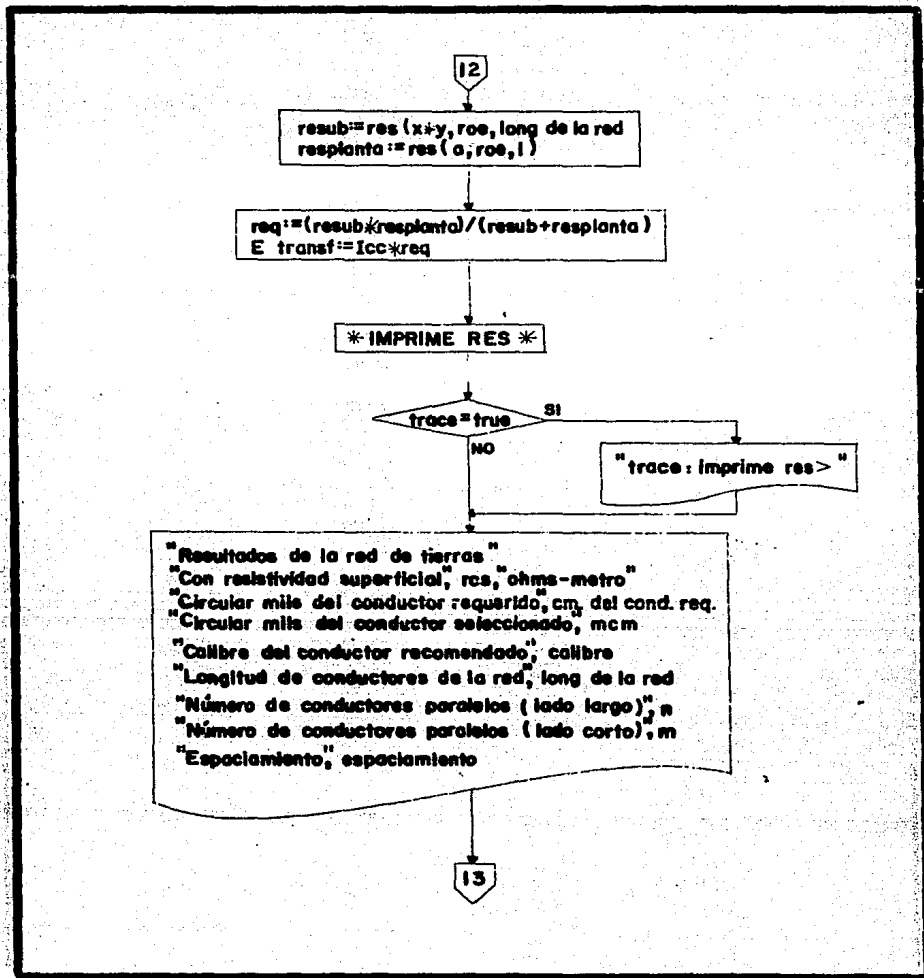 12
resub:=res(x*y,roe,long de la red
resplanta:=res(a,roe,l)
req:=(resub*resplanta)/(resub+resplanta)
E transf:=Icc*req
* IMPRIME RES *
trace=true
SI
NO
"trace: imprime res> "
"Resultados de la red de tierras"
"Con resistividad superficial", res, "ohms-metro"
"Circular mils del conductor requerido", cm. del cond. req.
"Circular mils del conductor seleccionado", mcm
"Calibre del conductor recomendado", calibre
"Longitud de conductores de la red", long de la red
"Número de conductores paralelos (lado largo)", n
"Número de conductores paralelos (lado corto)", m
"Espaciamiento", espaciamiento
13